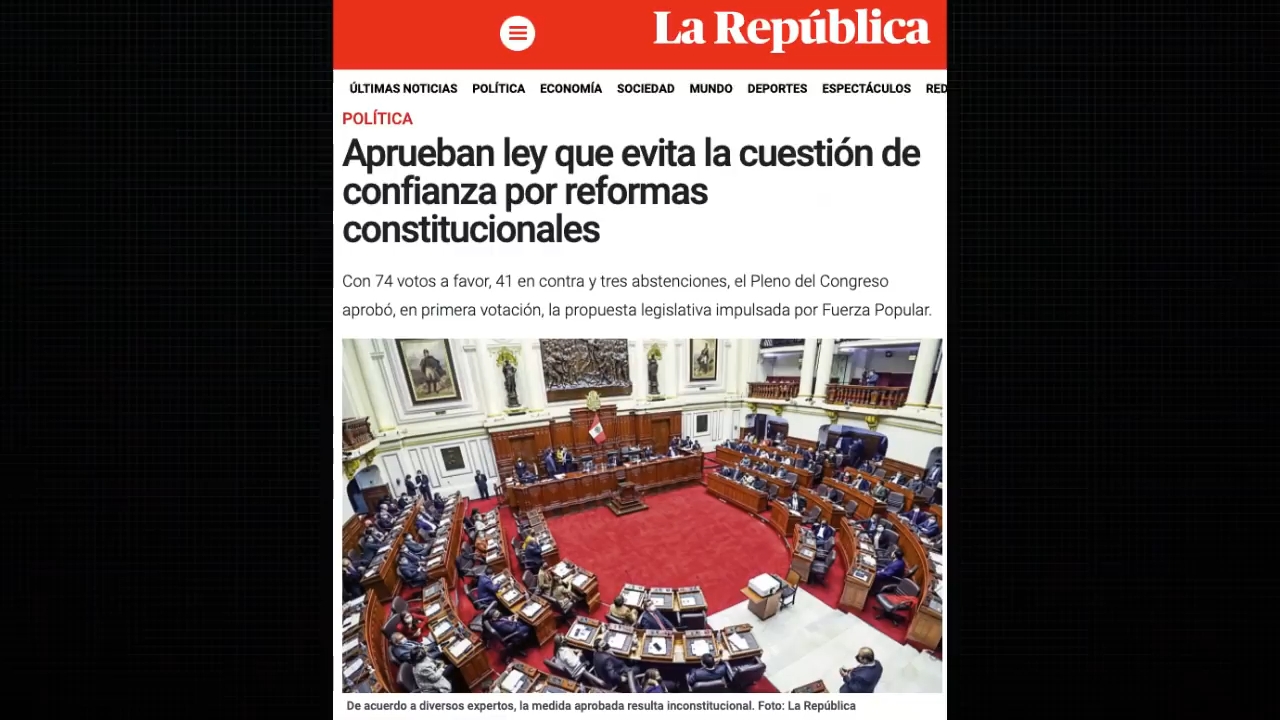 La República
ÚLTIMAS NOTICIAS POLÍTICA ECONOMÍA SOCIEDAD MUNDO DEPORTES ESPECTÁCULOS RED
POLÍTICA
Aprueban ley que evita la cuestión de
confianza por reformas
constitucionales
Con 74 votos a favor, 41 en contra y tres abstenciones, el Pleno del Congreso
aprobó, en primera votación, la propuesta legislativa impulsada por Fuerza Popular.
De acuerdo a diversos expertos, la medida aprobada resulta inconstitucional. Foto: La República